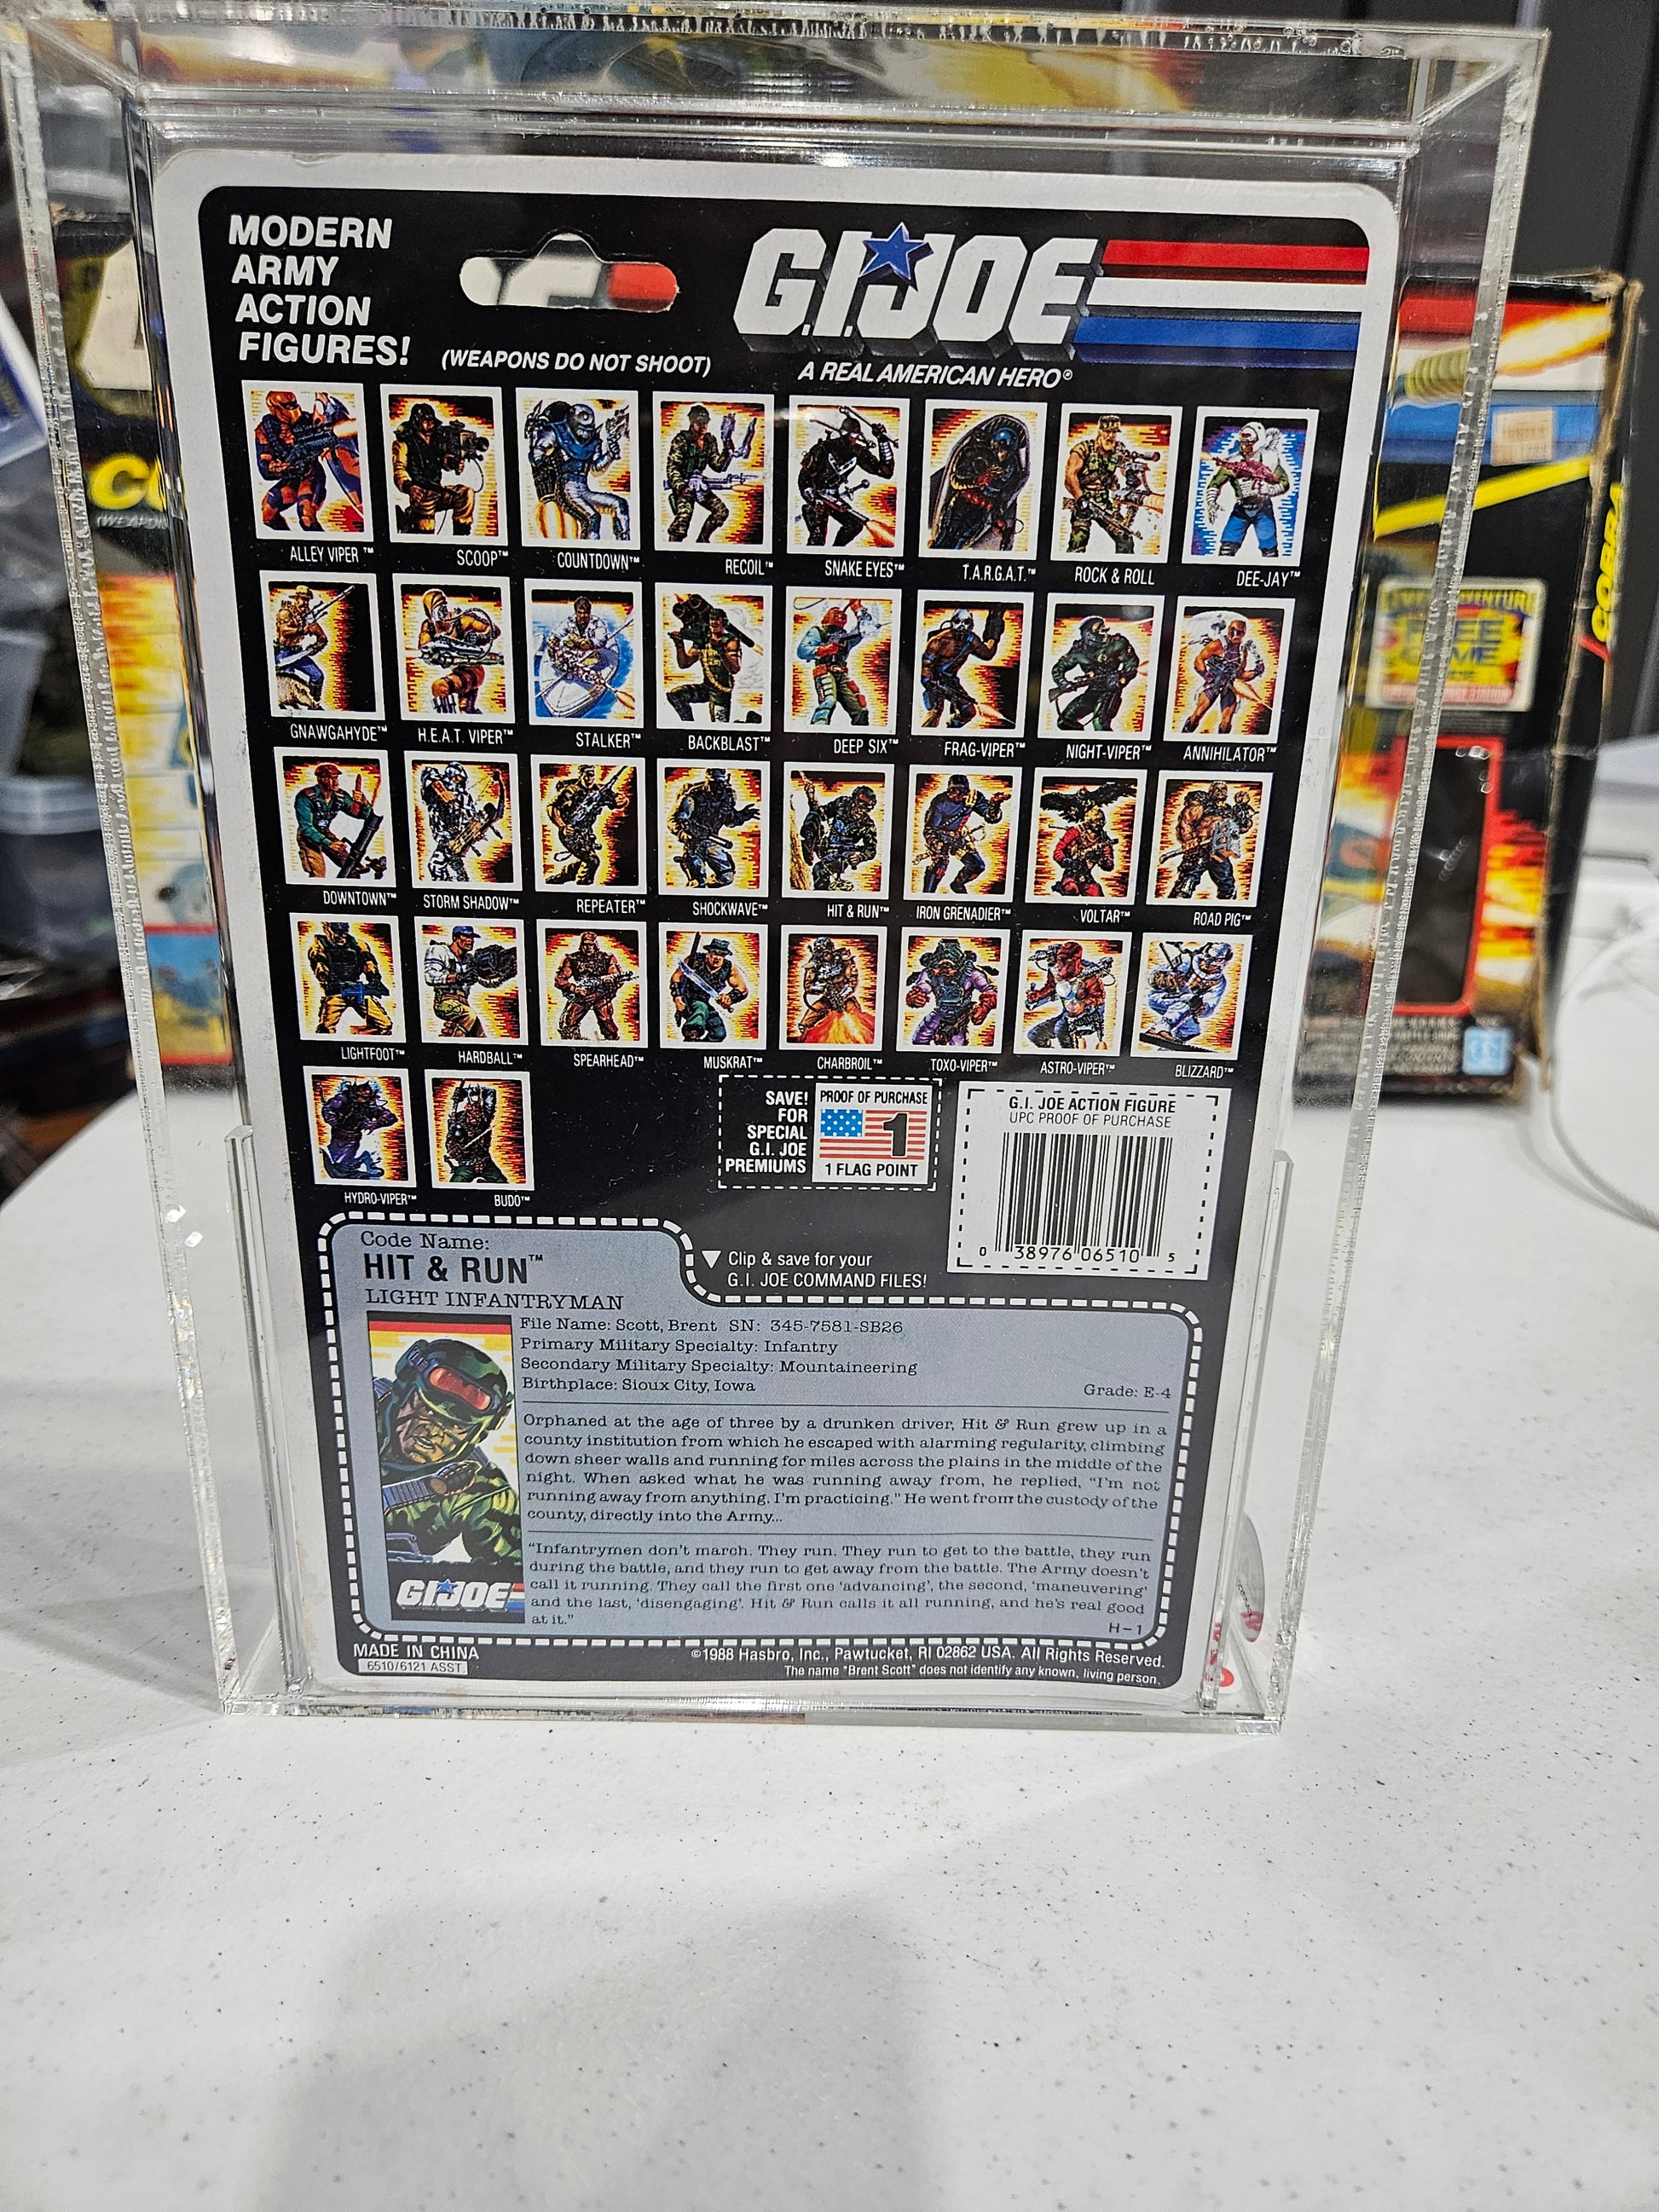 MODERN
ARMY
ACTION
FIGURES!
(WEAPONS DO NOT SHOOT)
G.I.JOE
A REAL AMERICAN HERO®
ALLEY VIPER™ SCOOP™ COUNTDOWN™ RECOIL™ SNAKE EYES™ T.A.R.G.A.T.™ ROCK & ROLL DEE-JAY™
GNAWGAHYDE™ H.E.A.T. VIPER™ STALKER™ BACKBLAST™ DEEP SIX™ FRAG-VIPER™ NIGHT-VIPER™ ANNIHILATOR™
DOWNTOWN™ STORM SHADOW™ REPEATER™ SHOCKWAVE™ HIT & RUN™ IRON GRENADIER™ VOLTAR™ ROAD PIG™
LIGHTFOOT™ HARDBALL™ SPEARHEAD™ MUSKRAT™ CHARBROIL™ TOXO-VIPER™ ASTRO-VIPER™ BLIZZARD™
HYDRO-VIPER™ BUDO™
SAVE!
FOR
SPECIAL
G.I. JOE
PREMIUMS
PROOF OF PURCHASE
1
1 FLAG POINT
G.I. JOE ACTION FIGURE
UPC PROOF OF PURCHASE
0 38976 06510 5
Clip & save for your
G.I. JOE COMMAND FILES!
Code Name:
HIT & RUN™
LIGHT INFANTRYMAN
File Name: Scott, Brent SN: 345-7581-SB26
Primary Military Specialty: Infantry
Secondary Military Specialty: Mountaineering
Birthplace: Sioux City, Iowa Grade: E-4
Orphaned at the age of three by a drunken driver, Hit & Run grew up in a
county institution from which he escaped with alarming regularity, climbing
down sheer walls and running for miles across the plains in the middle of the
night. When asked what he was running away from, he replied, "I'm not
running away from anything. I'm practicing." He went from the custody of the
county, directly into the Army...
"Infantrymen don't march. They run. They run to get to the battle, they run
during the battle, and they run to get away from the battle. The Army doesn't
call it running. They call the first one 'advancing', the second, 'maneuvering'
and the last, 'disengaging'. Hit & Run calls it all running, and he's real good
at it."
H-1
G.I.JOE
MADE IN CHINA
6510/6121 ASST.
©1988 Hasbro, Inc., Pawtucket, RI 02862 USA. All Rights Reserved.
The name "Brent Scott" does not identify any known, living person.
COBRA
FREE